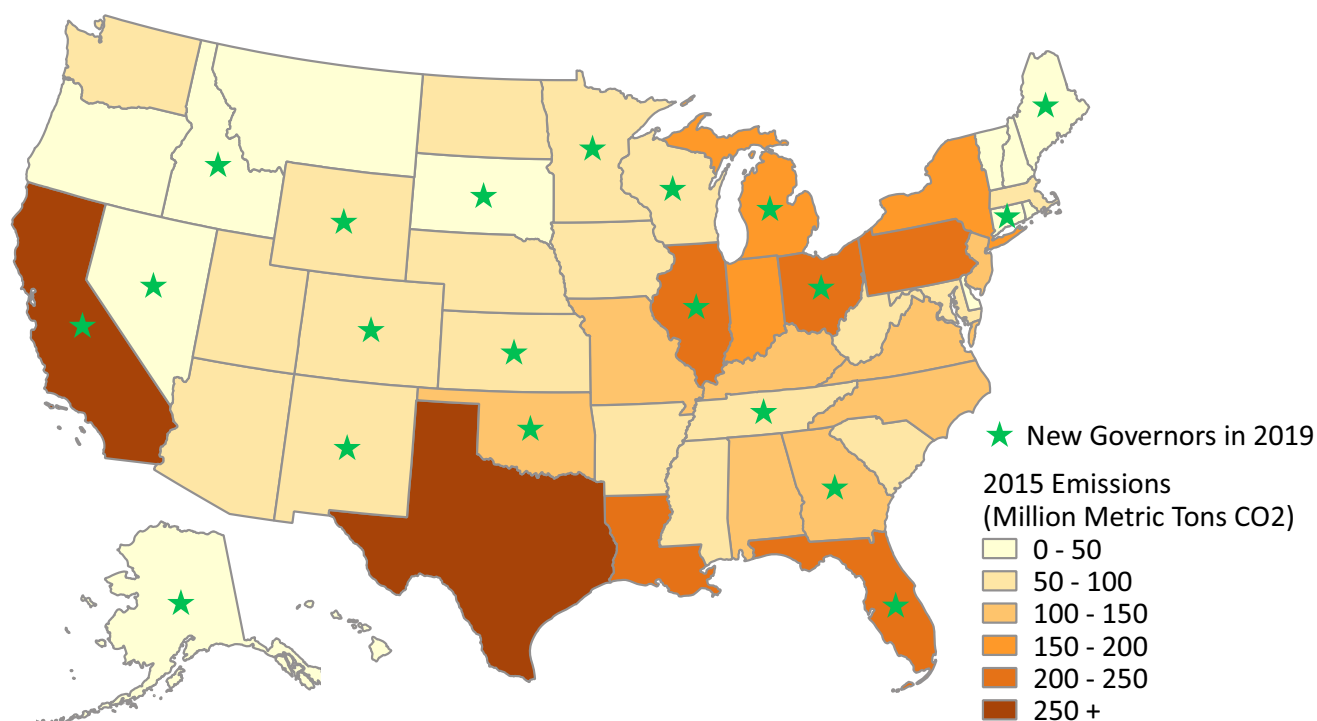 New Governors in 2019
2015 Emissions
(Million Metric Tons CO2)
0 - 50
50 - 100
100 - 150
150 - 200
200 - 250
250 +